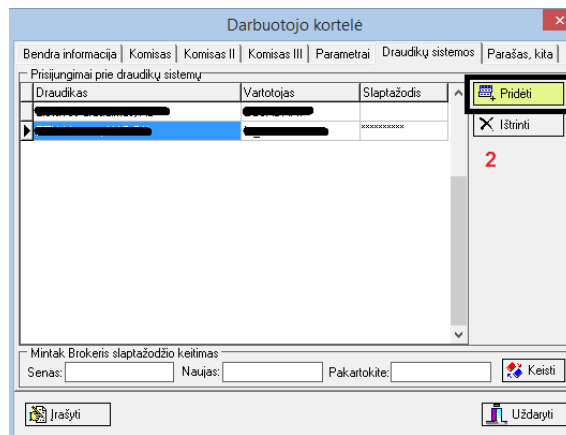 Darbuotojo kortelė
Bendra informacija Komisas Komisas II Komisas III Parametrai Draudikų sistemos Parašas, kita
Prisijungimai prie draudikų sistemų
Draudikas Vartotojas Slaptažodis
Pridėti
**********
Ištrinti
2
Mintak Brokeris slaptažodžio keitimas
Senas: Naujas: Pakartokite: Keisti
Įrašyti Uždaryti